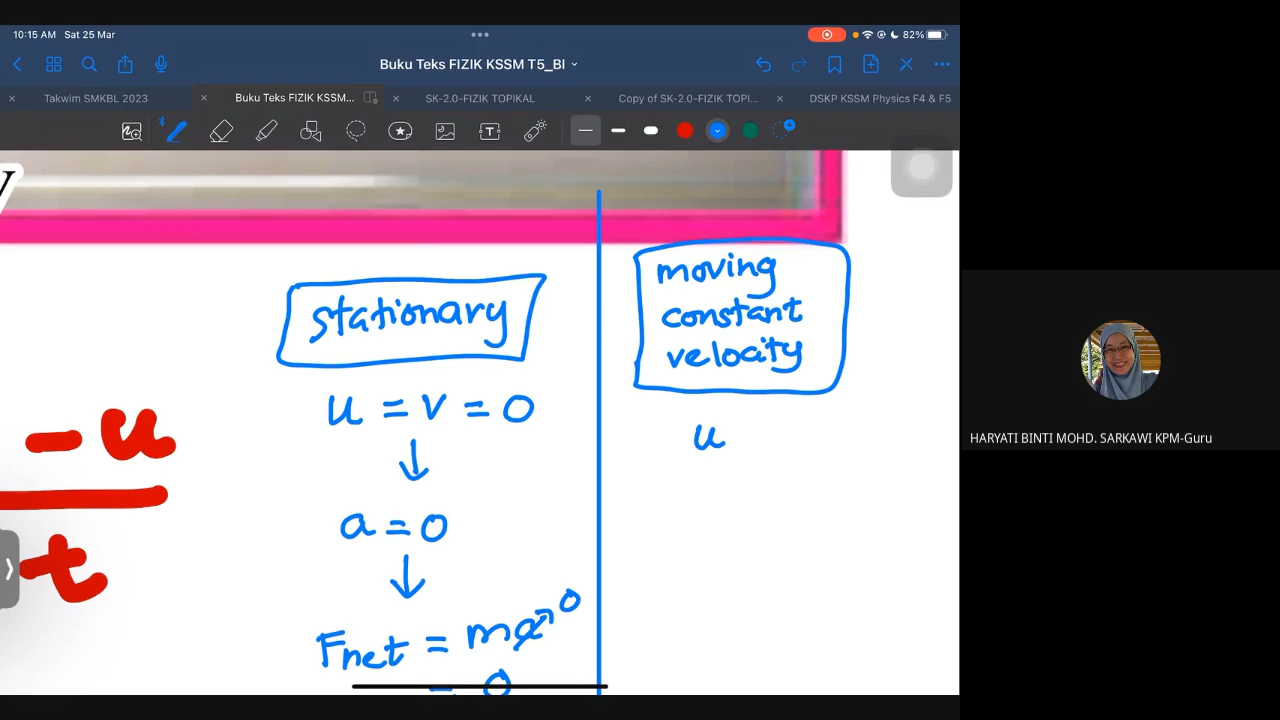 10:15 AM Sat 25 Mar
82%
Buku Teks FIZIK KSSM T5_BI
Takwim SMKBL 2023
Buku Teks FIZIK KSSM...
SK-2.0-FIZIK TOPIKAL
Copy of SK-2.0-FIZIK TOPI...
DSKP KSSM Physics F4 & F5
stationary
u = v = 0
↓
a = 0
↓
Fnet = ma 0
= 0
moving
constant
velocity
u
- u
t
HARYATI BINTI MOHD. SARKAWI KPM-Guru